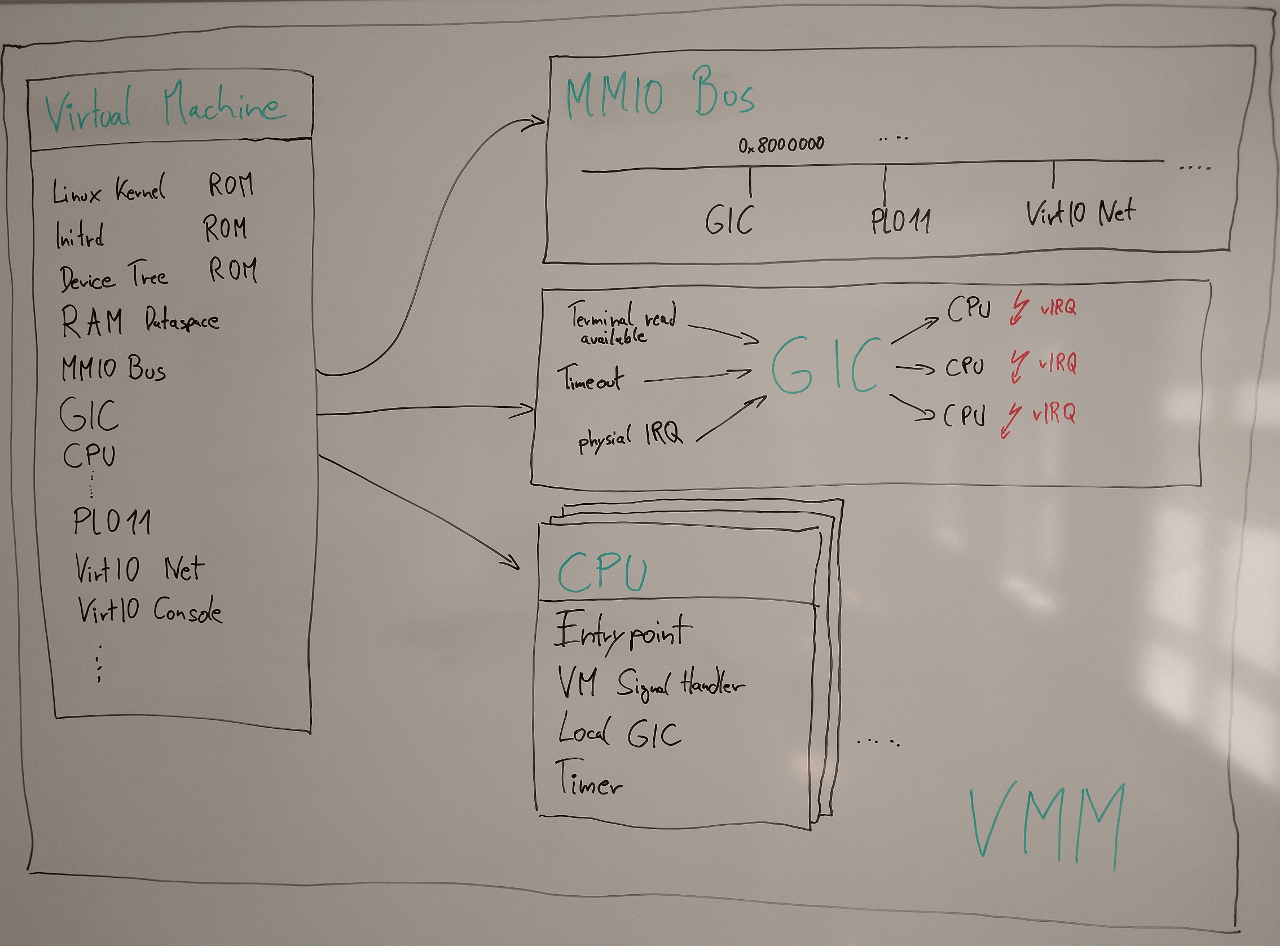 Virtual Machine
Linux Kernel ROM
Initrd ROM
Device Tree ROM
RAM Dataspace
MMIO Bus
GIC
CPU
PL011
VirtIO Net
VirtIO Console
MMIO Bus
0x8000000 ....
....
GIC PL011 VirtIO Net
Terminal read
available
Timeout
physial IRQ
GIC
CPU vIRQ
CPU vIRQ
CPU vIRQ
CPU
Entrypoint
VM Signal Handler
Local GIC
Timer
....
VMM